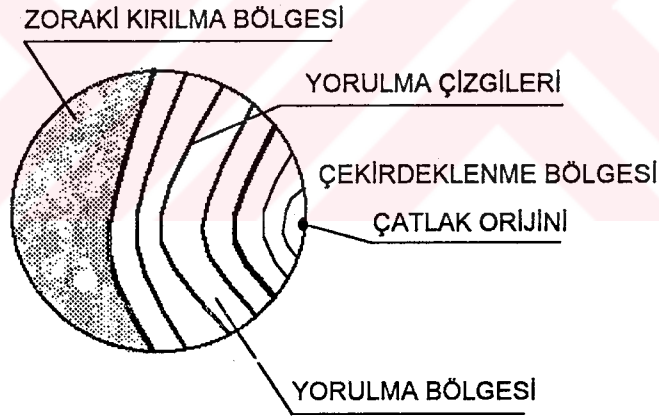 ZORAKİ KIRILMA BÖLGESİ
YORULMA ÇİZGİLERİ
ÇEKİRDEKLENME BÖLGESİ
ÇATLAK ORİJİNİ
YORULMA BÖLGESİ